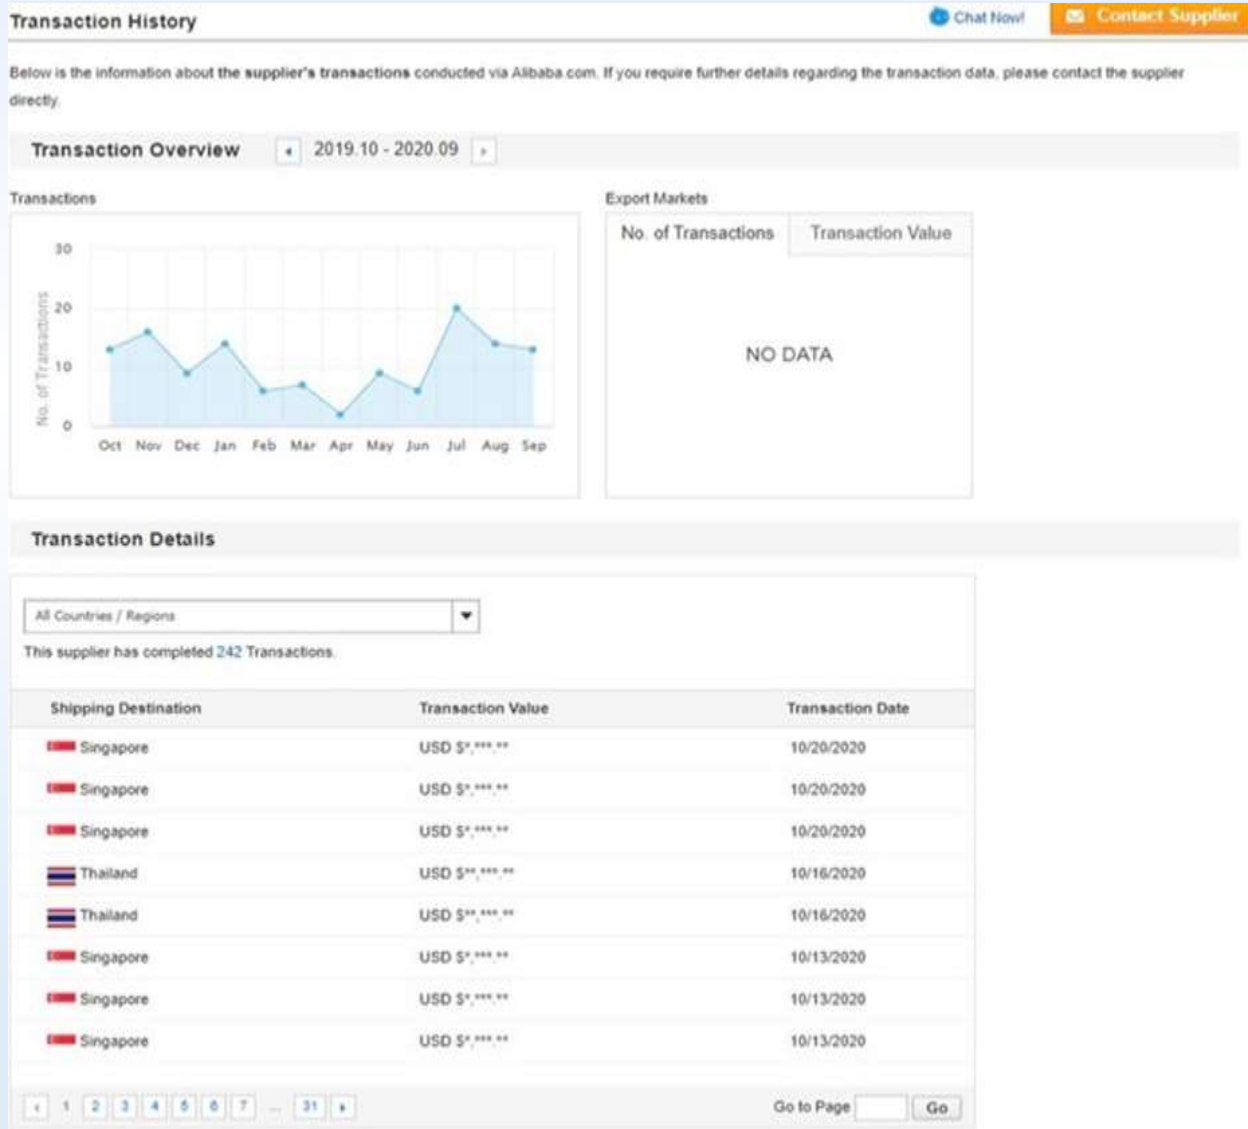 Transaction History
Chat Now!
Contact Supplier
Below is the information about the supplier's transactions conducted via Alibaba.com. If you require further details regarding the transaction data, please contact the supplier
directly.
Transaction Overview
2019.10 - 2020.09
Transactions
Export Markets
No. of Transactions
Transaction Value
NO DATA
No. of Transactions
30
20
10
0
Oct Nov Dec Jan Feb Mar Apr May Jun Jul Aug Sep
Transaction Details
All Countries / Regions
This supplier has completed 242 Transactions.
Shipping Destination Transaction Value Transaction Date
Singapore USD $*,***.** 10/20/2020
Singapore USD $*,***.** 10/20/2020
Singapore USD $*,***.** 10/20/2020
Thailand USD $**,***.** 10/16/2020
Thailand USD $**,***.** 10/16/2020
Singapore USD $*,***.** 10/13/2020
Singapore USD $*,***.** 10/13/2020
Singapore USD $*,***.** 10/13/2020
1 2 3 4 5 6 7 ... 31
Go to Page Go